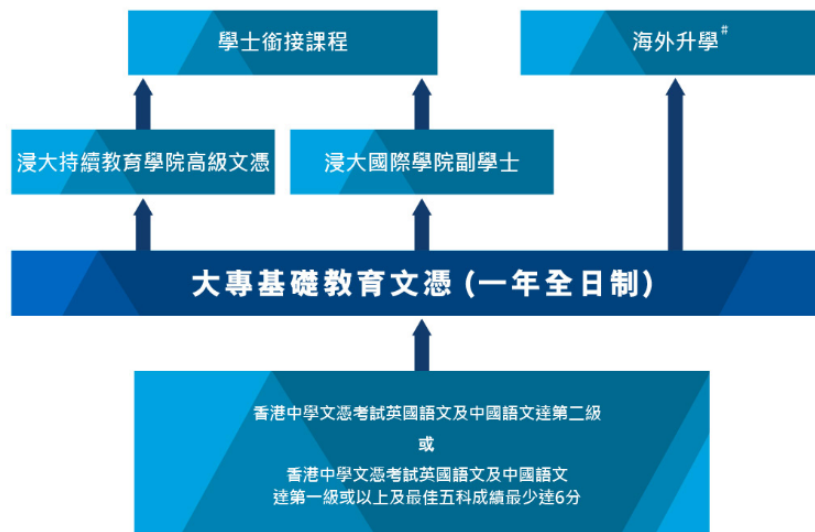 學士銜接課程
海外升學#
浸大持續教育學院高級文憑
浸大國際學院副學士
大專基礎教育文憑 (一年全日制)
香港中學文憑考試英國語文及中國語文達第二級
或
香港中學文憑考試英國語文及中國語文
達第一級或以上及最佳五科成績最少達6分